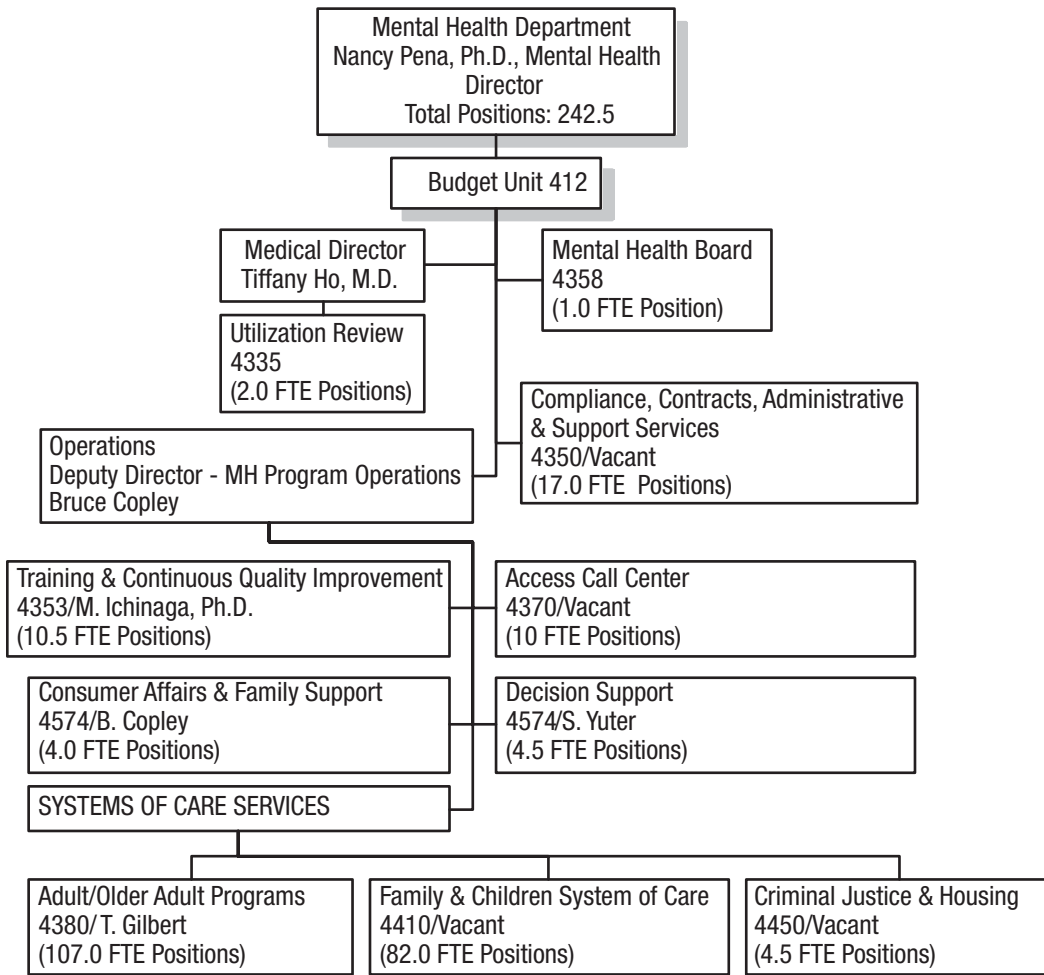 Mental Health Department
Nancy Pena, Ph.D., Mental Health
Director
Total Positions: 242.5
Budget Unit 412
Medical Director
Tiffany Ho, M.D.
Mental Health Board
4358
(1.0 FTE Position)
Utilization Review
4335
(2.0 FTE Positions)
Compliance, Contracts, Administrative
& Support Services
4350/Vacant
(17.0 FTE Positions)
Operations
Deputy Director - MH Program Operations
Bruce Copley
Training & Continuous Quality Improvement
4353/M. Ichinaga, Ph.D.
(10.5 FTE Positions)
Access Call Center
4370/Vacant
(10 FTE Positions)
Consumer Affairs & Family Support
4574/B. Copley
(4.0 FTE Positions)
Decision Support
4574/S. Yuter
(4.5 FTE Positions)
SYSTEMS OF CARE SERVICES
Adult/Older Adult Programs
4380/ T. Gilbert
(107.0 FTE Positions)
Family & Children System of Care
4410/Vacant
(82.0 FTE Positions)
Criminal Justice & Housing
4450/Vacant
(4.5 FTE Positions)